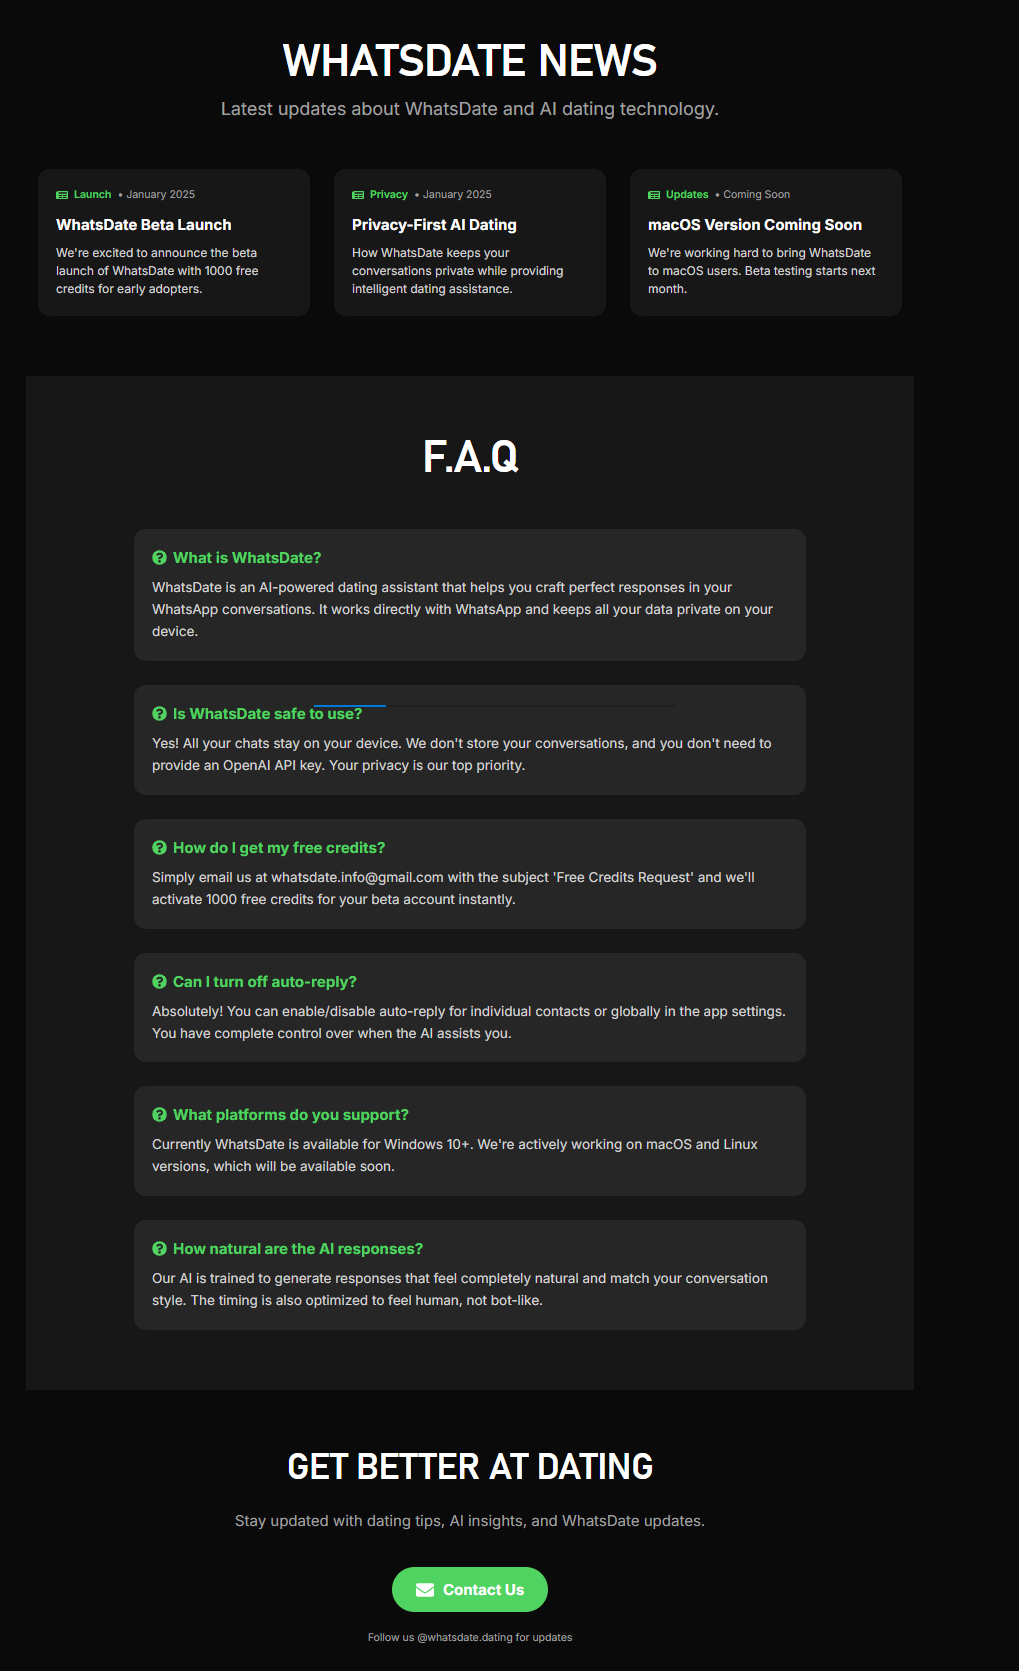 WHATSDATE NEWS
Latest updates about WhatsDate and AI dating technology.
Launch • January 2025
WhatsDate Beta Launch
We're excited to announce the beta
launch of WhatsDate with 1000 free
credits for early adopters.
Privacy • January 2025
Privacy-First AI Dating
How WhatsDate keeps your
conversations private while providing
intelligent dating assistance.
Updates • Coming Soon
macOS Version Coming Soon
We're working hard to bring WhatsDate
to macOS users. Beta testing starts next
month.
F.A.Q
What is WhatsDate?
WhatsDate is an AI-powered dating assistant that helps you craft perfect responses in your
WhatsApp conversations. It works directly with WhatsApp and keeps all your data private on your
device.
Is WhatsDate safe to use?
Yes! All your chats stay on your device. We don't store your conversations, and you don't need to
provide an OpenAI API key. Your privacy is our top priority.
How do I get my free credits?
Simply email us at whatsdate.info@gmail.com with the subject 'Free Credits Request' and we'll
activate 1000 free credits for your beta account instantly.
Can I turn off auto-reply?
Absolutely! You can enable/disable auto-reply for individual contacts or globally in the app settings.
You have complete control over when the AI assists you.
What platforms do you support?
Currently WhatsDate is available for Windows 10+. We're actively working on macOS and Linux
versions, which will be available soon.
How natural are the AI responses?
Our AI is trained to generate responses that feel completely natural and match your conversation
style. The timing is also optimized to feel human, not bot-like.
GET BETTER AT DATING
Stay updated with dating tips, AI insights, and WhatsDate updates.
Contact Us
Follow us @whatsdate.dating for updates